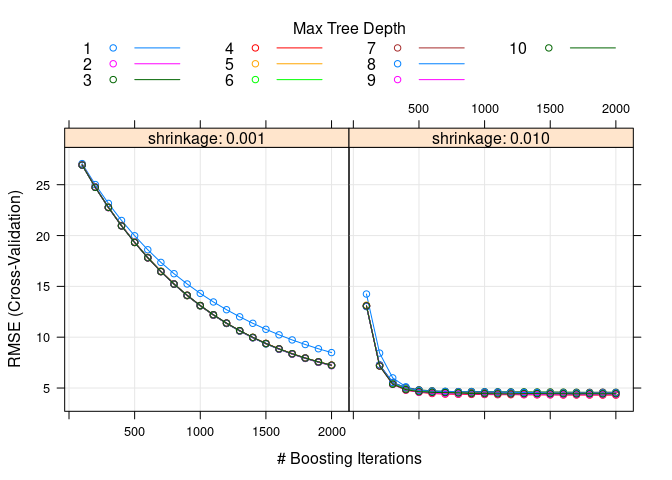 Max Tree Depth
1 4 7 10
2 5 8
3 6 9
500 1000 1500 2000
shrinkage: 0.001 shrinkage: 0.010
25
20
15
10
5
RMSE (Cross-Validation)
500 1000 1500 2000
# Boosting Iterations